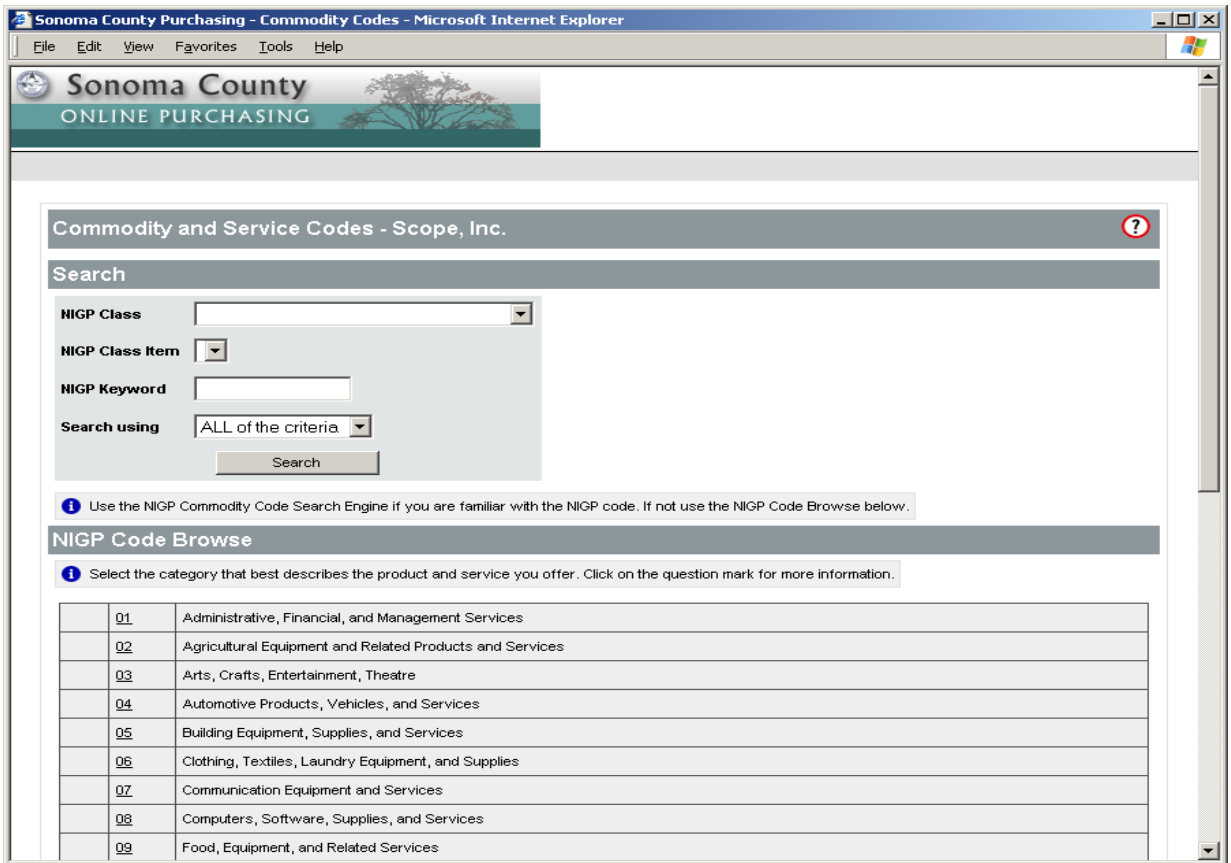 Sonoma County Purchasing - Commodity Codes - Microsoft Internet Explorer
File Edit View Favorites Tools Help
Sonoma County
ONLINE PURCHASING
Commodity and Service Codes - Scope, Inc.
?
Search
NIGP Class
NIGP Class Item
NIGP Keyword
Search using ALL of the criteria
Search
Use the NIGP Commodity Code Search Engine if you are familiar with the NIGP code. If not use the NIGP Code Browse below.
NIGP Code Browse
Select the category that best describes the product and service you offer. Click on the question mark for more information.
01 Administrative, Financial, and Management Services
02 Agricultural Equipment and Related Products and Services
03 Arts, Crafts, Entertainment, Theatre
04 Automotive Products, Vehicles, and Services
05 Building Equipment, Supplies, and Services
06 Clothing, Textiles, Laundry Equipment, and Supplies
07 Communication Equipment and Services
08 Computers, Software, Supplies, and Services
09 Food, Equipment, and Related Services